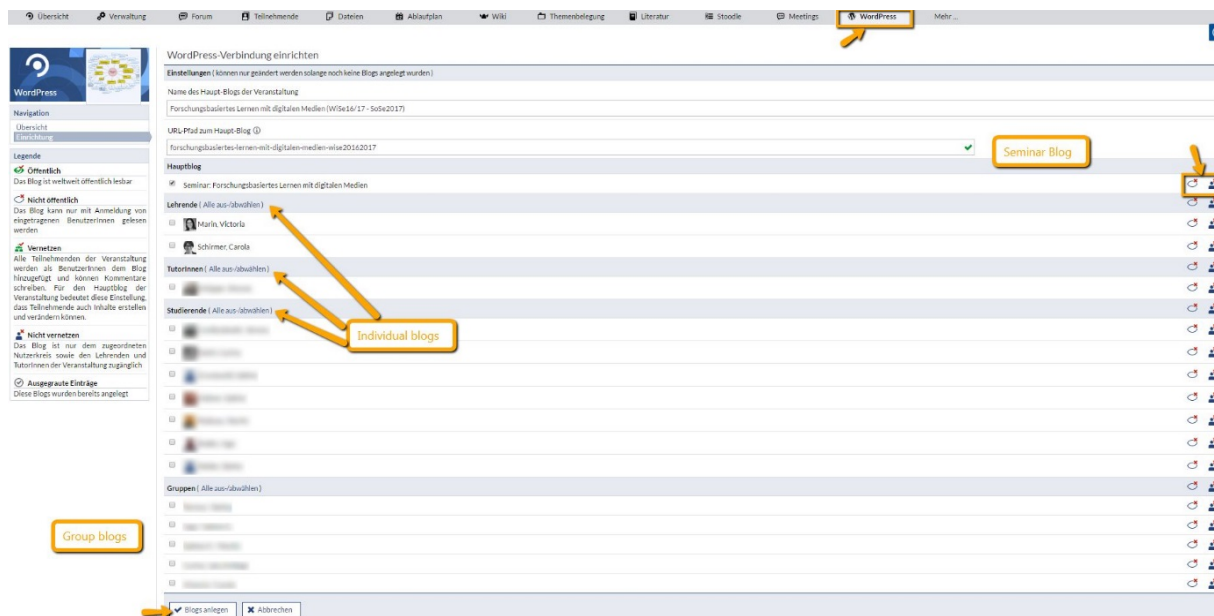 Übersicht Verwaltung Forum Teilnehmende Dateien Ablaufplan Wiki Themenbelegung Literatur Stoodle Meetings WordPress Mehr ...
WordPress
Navigation
Übersicht
Einrichtung
Legende
Öffentlich
Das Blog ist weltweit öffentlich lesbar
Nicht öffentlich
Das Blog kann nur mit Anmeldung von
eingetragenen BenutzerInnen gelesen
werden
Vernetzen
Alle Teilnehmenden der Veranstaltung
werden als BenutzerInnen dem Blog
hinzugefügt und können Kommentare
schreiben. Für den Hauptblog der
Veranstaltung bedeutet diese Einstellung,
dass Teilnehmende auch Inhalte erstellen
und verändern können.
Nicht vernetzen
Das Blog ist nur dem zugeordneten
Nutzerkreis sowie den Lehrenden und
TutorInnen der Veranstaltung zugänglich
Ausgegraute Einträge
Diese Blogs wurden bereits angelegt
WordPress-Verbindung einrichten
Einstellungen ( können nur geändert werden solange noch keine Blogs angelegt wurden )
Name des Haupt-Blogs der Veranstaltung
Forschungsbasiertes Lernen mit digitalen Medien (WiSe16/17 - SoSe2017)
URL-Pfad zum Haupt-Blog
forschungsbasiertes-lernen-mit-digitalen-medien-wise20162017
Seminar Blog
Hauptblog
Seminar: Forschungsbasiertes Lernen mit digitalen Medien
Lehrende ( Alle aus-/abwählen )
Marin, Victoria
Schirmer, Carola
TutorInnen ( Alle aus-/abwählen )
Studierende ( Alle aus-/abwählen )
Individual blogs
Gruppen ( Alle aus-/abwählen )
Group blogs
Blogs anlegen Abbrechen